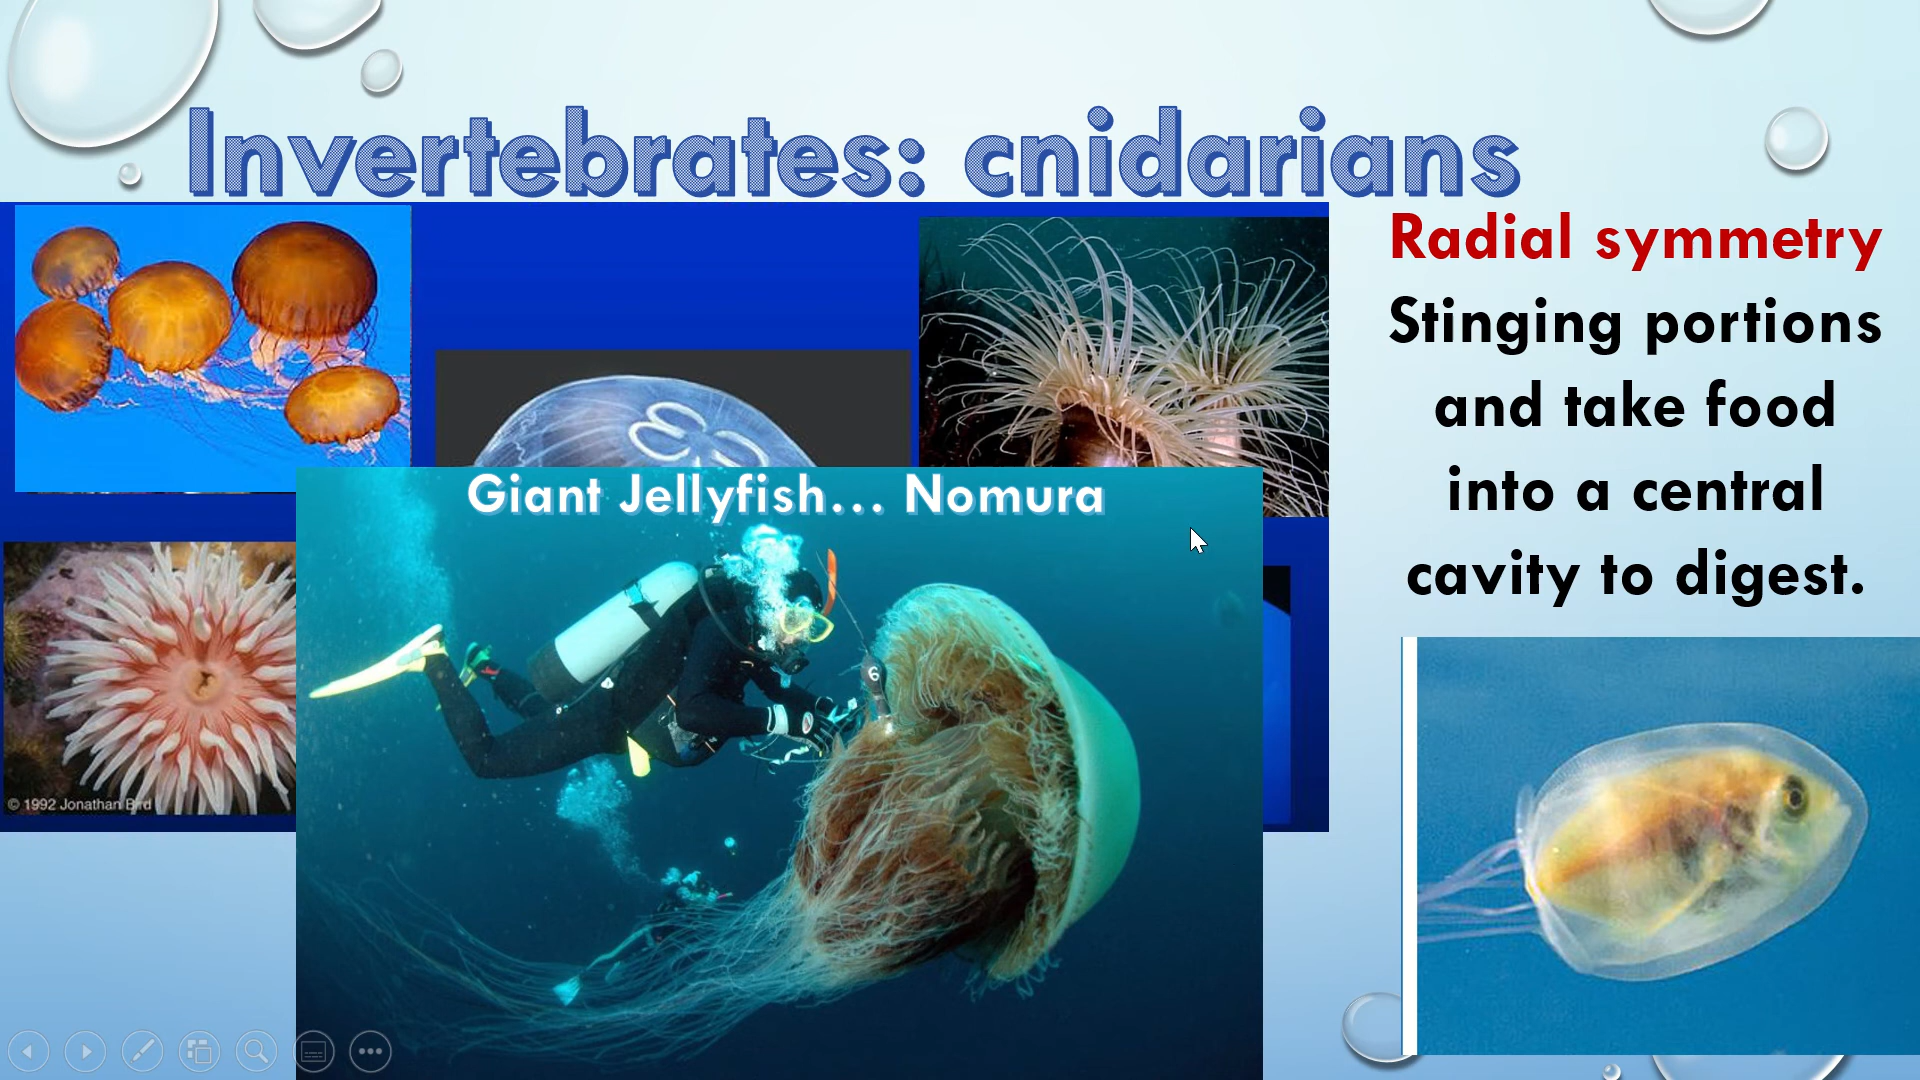 Invertebrates: cnidarians
Radial symmetry
Stinging portions
and take food
into a central
cavity to digest.
Giant Jellyfish... Nomura
6
© 1992 Jonathan Bird